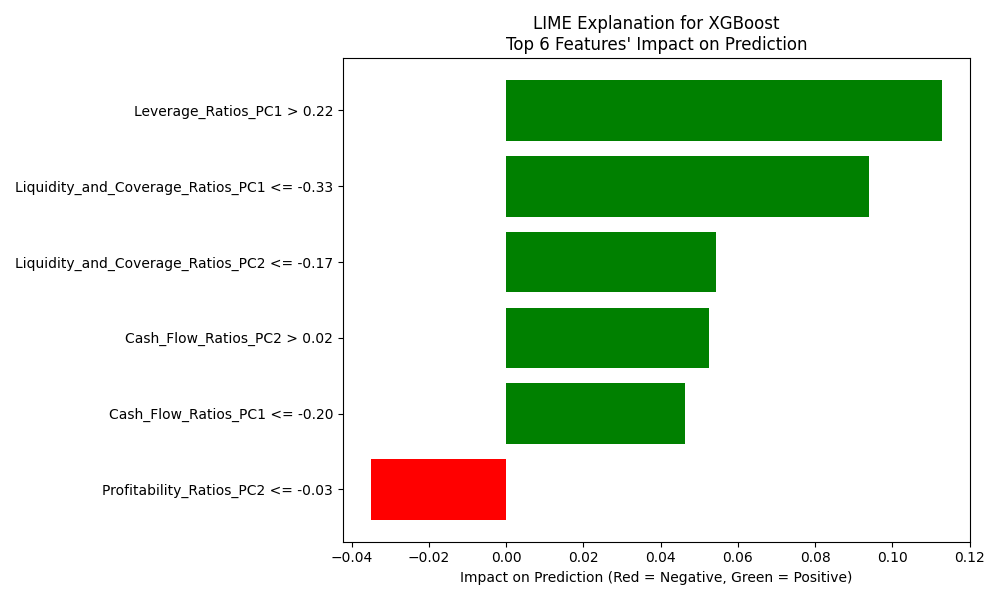 LIME Explanation for XGBoost
Top 6 Features' Impact on Prediction
Leverage_Ratios_PC1 > 0.22
Liquidity_and_Coverage_Ratios_PC1 <= -0.33
Liquidity_and_Coverage_Ratios_PC2 <= -0.17
Cash_Flow_Ratios_PC2 > 0.02
Cash_Flow_Ratios_PC1 <= -0.20
Profitability_Ratios_PC2 <= -0.03
−0.04 −0.02 0.00 0.02 0.04 0.06 0.08 0.10 0.12
Impact on Prediction (Red = Negative, Green = Positive)